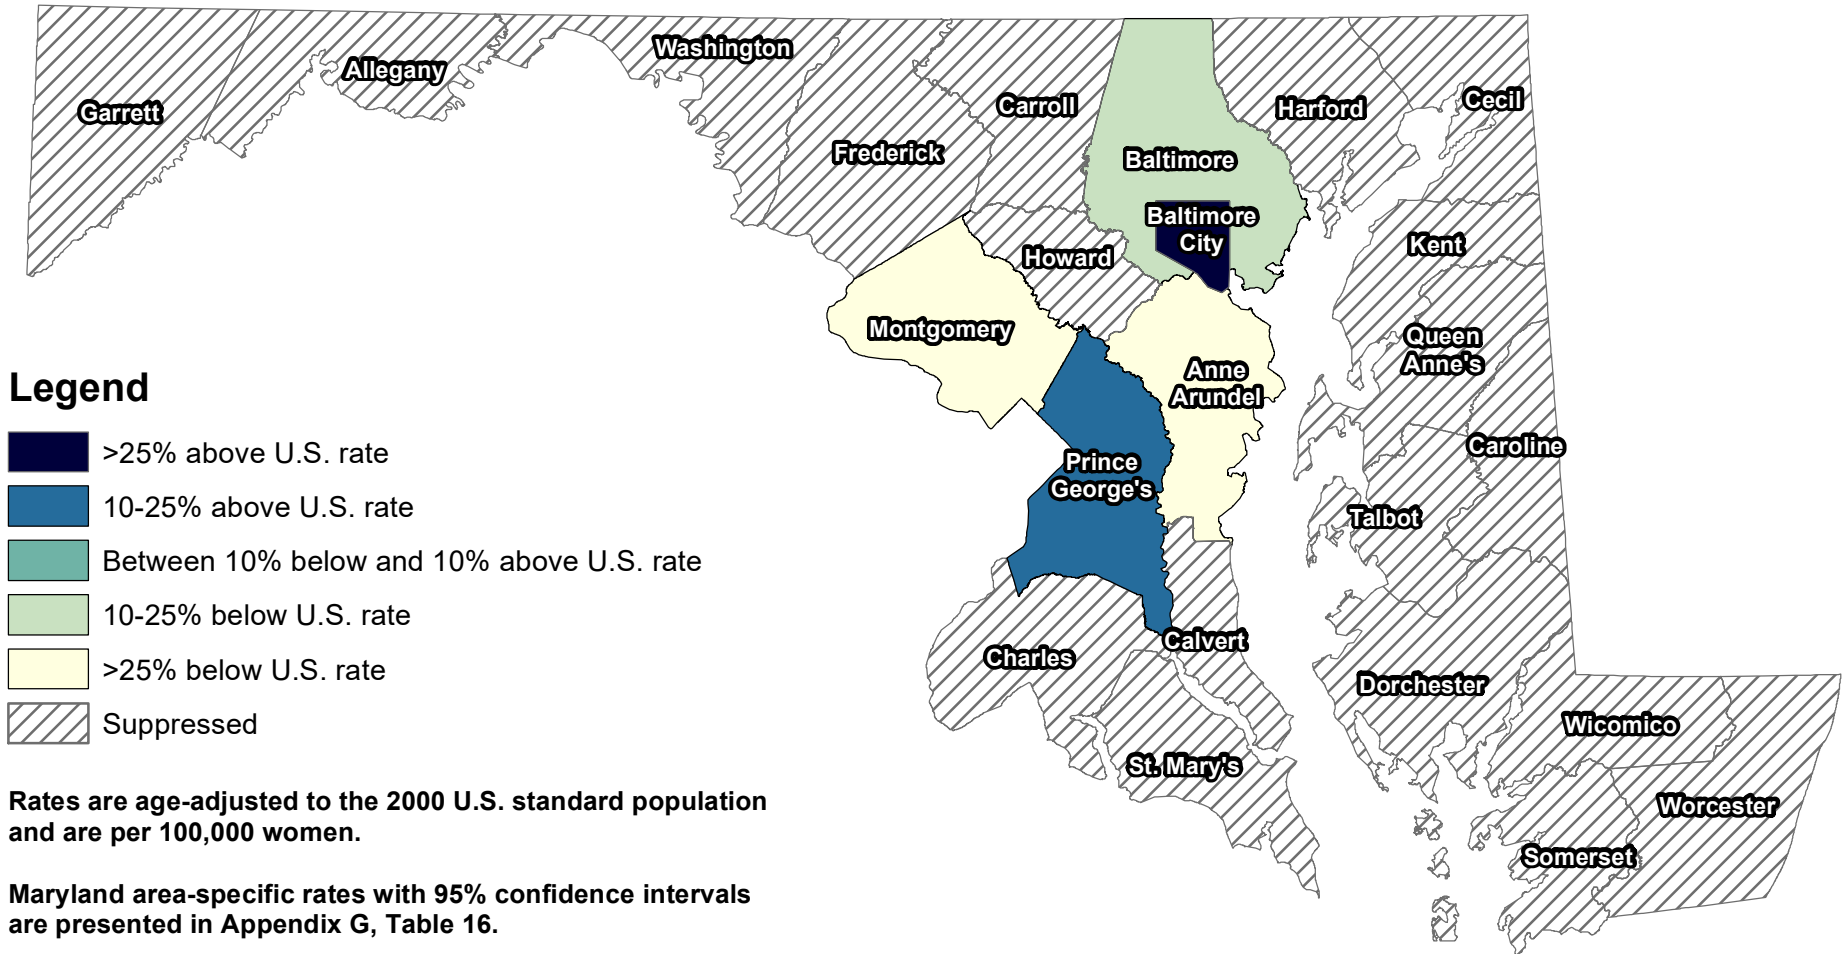 Washington
Allegany
Garrett
Carroll
Harford
Cecil
Frederick
Baltimore
Baltimore
City
Howard
Kent
Montgomery
Queen
Anne's
Anne
Arundel
Legend
>25% above U.S. rate
10-25% above U.S. rate
Between 10% below and 10% above U.S. rate
10-25% below U.S. rate
>25% below U.S. rate
Suppressed
Prince
George's
Caroline
Talbot
Calvert
Charles
Dorchester
Wicomico
St. Mary's
Worcester
Somerset
Rates are age-adjusted to the 2000 U.S. standard population
and are per 100,000 women.
Maryland area-specific rates with 95% confidence intervals
are presented in Appendix G, Table 16.